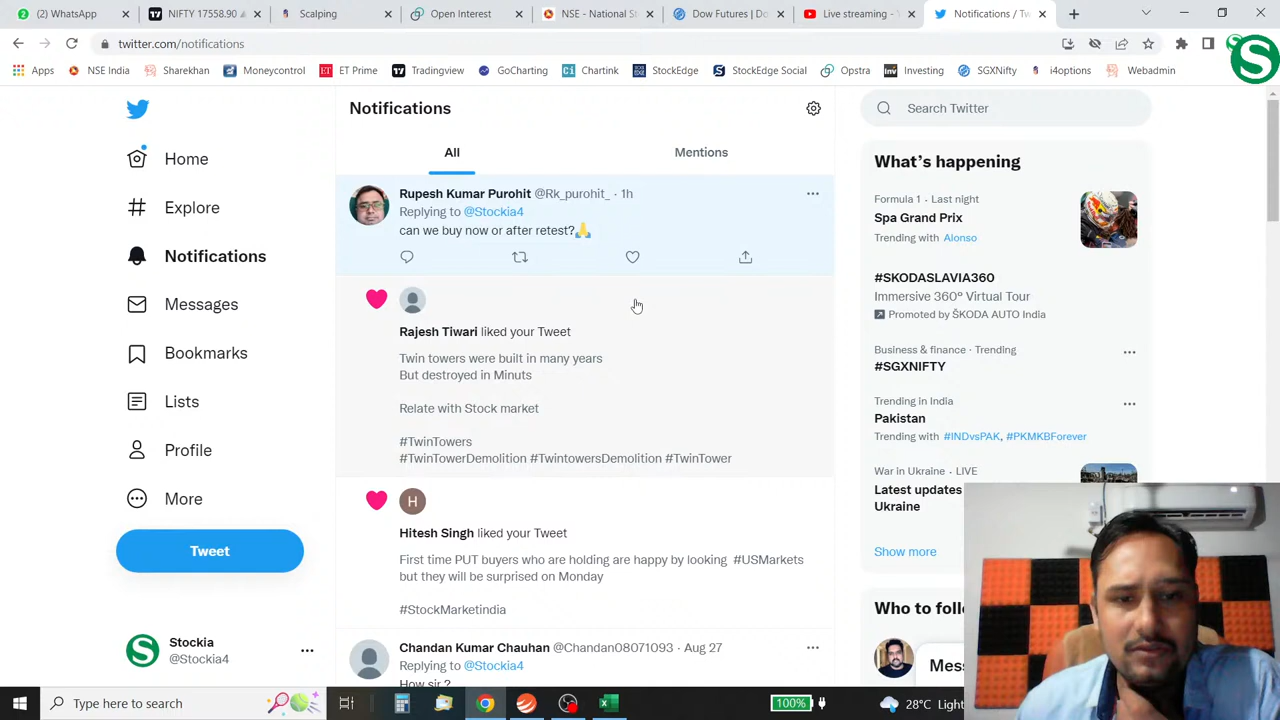 2
WhatsApp
NIFTY 17558.90
Scalping
Open Interest
NSE - National S
Dow Futures | Do
Live streaming -
Notifications / Tw
twitter.com/notifications
Apps
NSE India
Sharekhan
Moneycontrol
ET Prime
Tradingview
GoCharting
Chartink
StockEdge
StockEdge Social
Opstra
Investing
SGXNifty
i4options
Webadmin
Home
Explore
Notifications
Messages
Bookmarks
Lists
Profile
More
Tweet
Stockia
@Stockia4
Notifications
All
Mentions
Rupesh Kumar Purohit @Rk_purohit_ · 1h
Replying to @Stockia4
can we buy now or after retest?🙏
Rajesh Tiwari liked your Tweet
Twin towers were built in many years
But destroyed in Minuts
Relate with Stock market
#TwinTowers
#TwinTowerDemolition #TwintowersDemolition #TwinTower
H
Hitesh Singh liked your Tweet
First time PUT buyers who are holding are happy by looking #USMarkets
but they will be surprised on Monday
#StockMarketindia
Chandan Kumar Chauhan @Chandan08071093 · Aug 27
Replying to @Stockia4
How sir ?
Search Twitter
What's happening
Formula 1 · Last night
Spa Grand Prix
Trending with Alonso
#SKODASLAVIA360
Immersive 360° Virtual Tour
Promoted by ŠKODA AUTO India
Business & finance · Trending
#SGXNIFTY
Trending in India
Pakistan
Trending with #INDvsPAK, #PKMKBForever
War in Ukraine · LIVE
Latest updates
Ukraine
Show more
Who to follo
Mess
Type here to search
100%
28°C Light